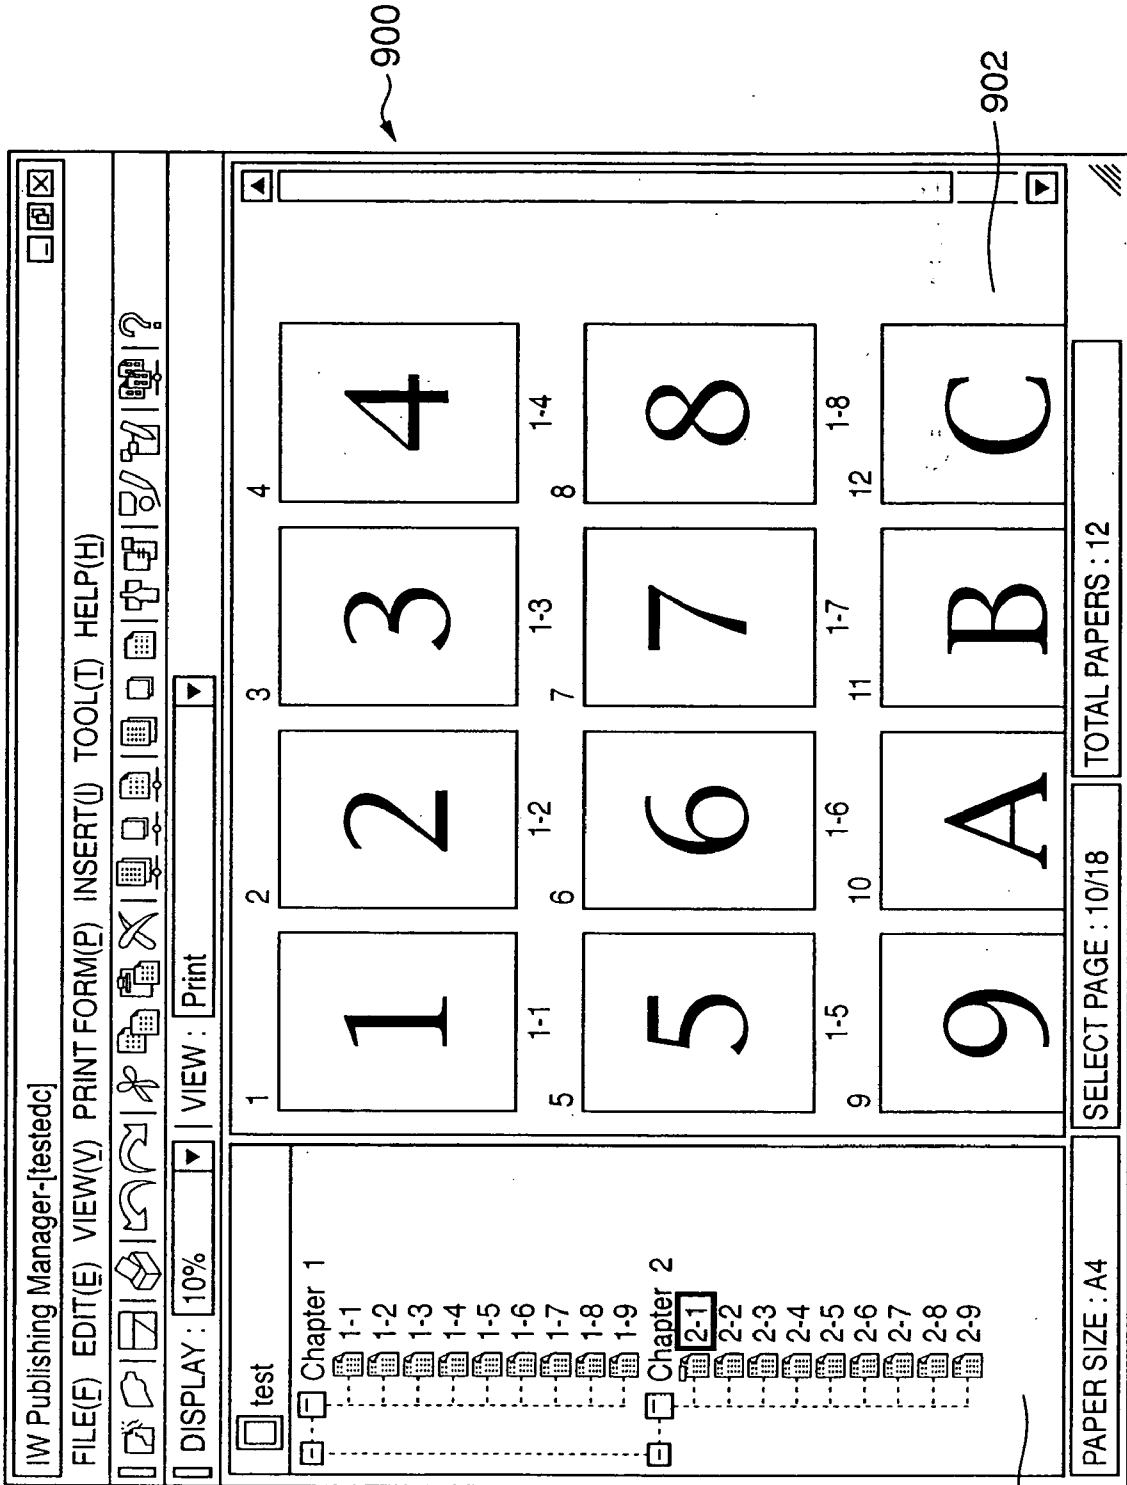 IW Publishing Manager-[testedc]
FILE(F) EDIT(E) VIEW(V) PRINT FORM(P) INSERT(I) TOOL(T) HELP(H)
?
DISPLAY : 10% VIEW : Print
test
Chapter 1
1-1
1-2
1-3
1-4
1-5
1-6
1-7
1-8
1-9
Chapter 2
2-1
2-2
2-3
2-4
2-5
2-6
2-7
2-8
2-9
1 2 3 4
1 2 3 4
1-1 1-2 1-3 1-4
5 6 7 8
5 6 7 8
1-5 1-6 1-7 1-8
9 10 11 12
9 A B C
PAPER SIZE : A4 SELECT PAGE : 10/18 TOTAL PAPERS : 12
900
902